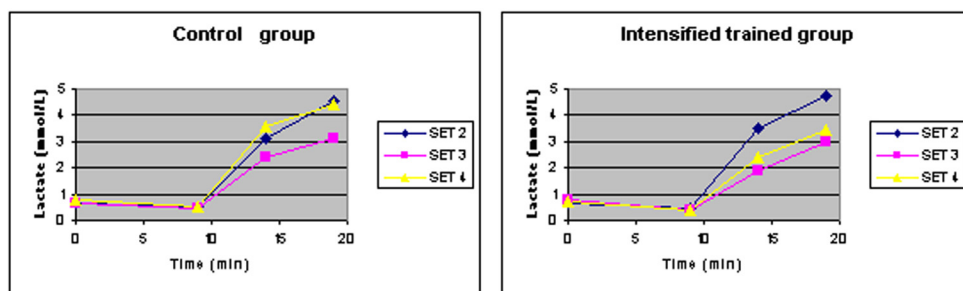 Control group
5
4
3
2
1
0
Lactate (mmol/L)
0 5 10 15 20
Time (min)
SET 2
SET 3
SET 4
Intensified trained group
5
4
3
2
1
0
Lactate (mmol/L)
0 5 10 15 20
Time (min)
SET 2
SET 3
SET 4